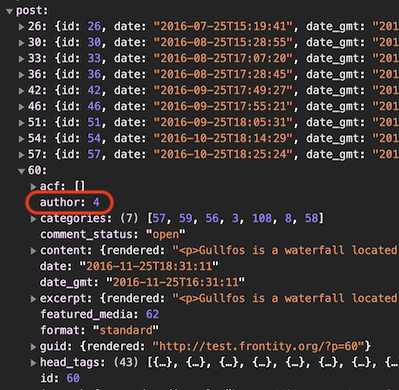 post:
26: {id: 26, date: "2016-07-25T15:19:41", date_gmt: "201
30: {id: 30, date: "2016-08-25T15:28:55", date_gmt: "201
33: {id: 33, date: "2016-08-25T17:07:20", date_gmt: "201
36: {id: 36, date: "2016-08-25T17:28:45", date_gmt: "201
42: {id: 42, date: "2016-09-25T17:49:27", date_gmt: "201
46: {id: 46, date: "2016-09-25T17:55:21", date_gmt: "201
51: {id: 51, date: "2016-09-25T18:05:31", date_gmt: "201
54: {id: 54, date: "2016-10-25T18:14:29", date_gmt: "201
57: {id: 57, date: "2016-10-25T18:25:24", date_gmt: "201
60:
acf: []
author: 4
categories: (7) [57, 59, 56, 3, 108, 8, 58]
comment_status: "open"
content: {rendered: "<p>Gullfos is a waterfall located
date: "2016-11-25T18:31:11"
date_gmt: "2016-11-25T16:31:11"
excerpt: {rendered: "<p>Gullfos is a waterfall located
featured_media: 62
format: "standard"
guid: {rendered: "http://test.frontity.org/?p=60"}
head_tags: (43) [{…}, {…}, {…}, {…}, {…}, {…}, {…
id: 60